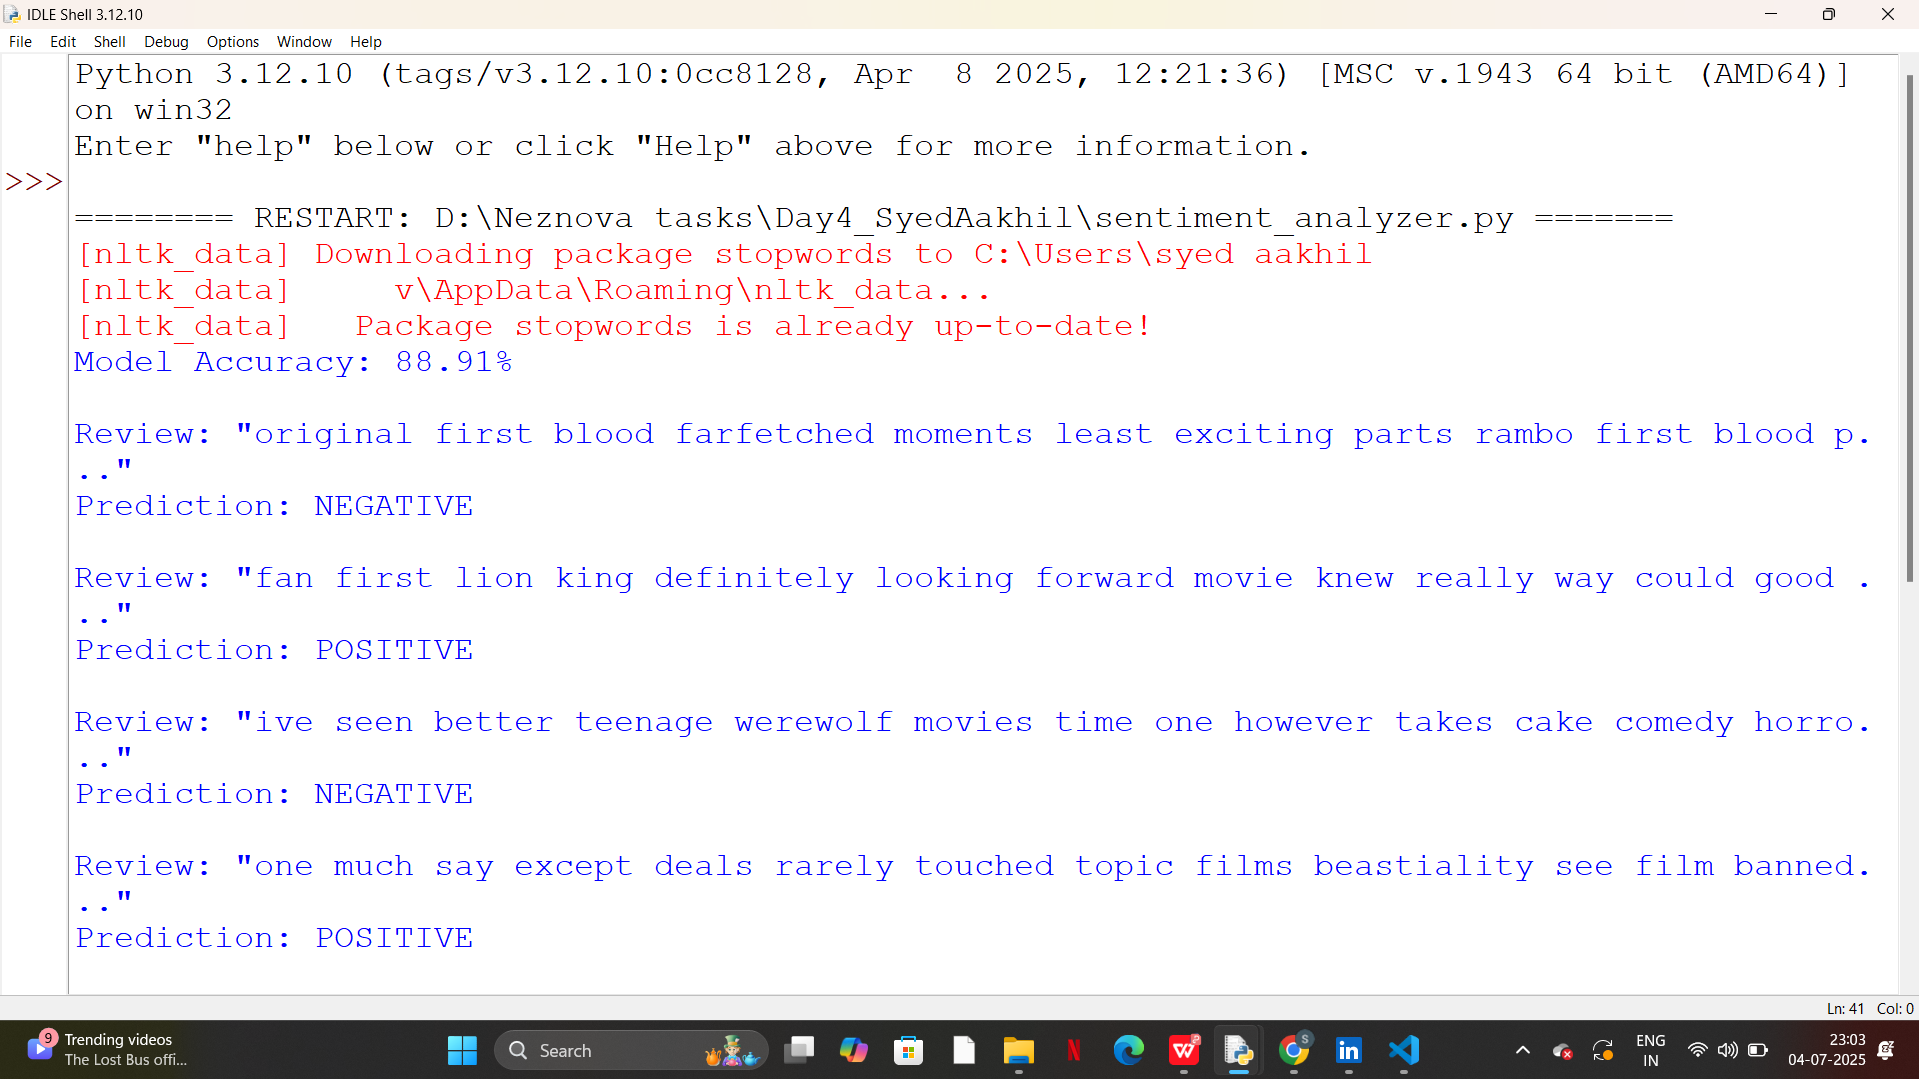 IDLE Shell 3.12.10
File Edit Shell Debug Options Window Help
Python 3.12.10 (tags/v3.12.10:0cc8128, Apr  8 2025, 12:21:36) [MSC v.1943 64 bit (AMD64)]
on win32
Enter "help" below or click "Help" above for more information.
>>>
======== RESTART: D:\Neznova tasks\Day4_SyedAakhil\sentiment_analyzer.py =======
[nltk_data] Downloading package stopwords to C:\Users\syed aakhil
[nltk_data]     v\AppData\Roaming\nltk_data...
[nltk_data]   Package stopwords is already up-to-date!
Model Accuracy: 88.91%
Review: "original first blood farfetched moments least exciting parts rambo first blood p.
.."
Prediction: NEGATIVE
Review: "fan first lion king definitely looking forward movie knew really way could good .
.."
Prediction: POSITIVE
Review: "ive seen better teenage werewolf movies time one however takes cake comedy horro.
.."
Prediction: NEGATIVE
Review: "one much say except deals rarely touched topic films beastiality see film banned.
.."
Prediction: POSITIVE
Ln: 41 Col: 0
9 Trending videos
The Lost Bus offi...
Search
ENG
IN
23:03
04-07-2025